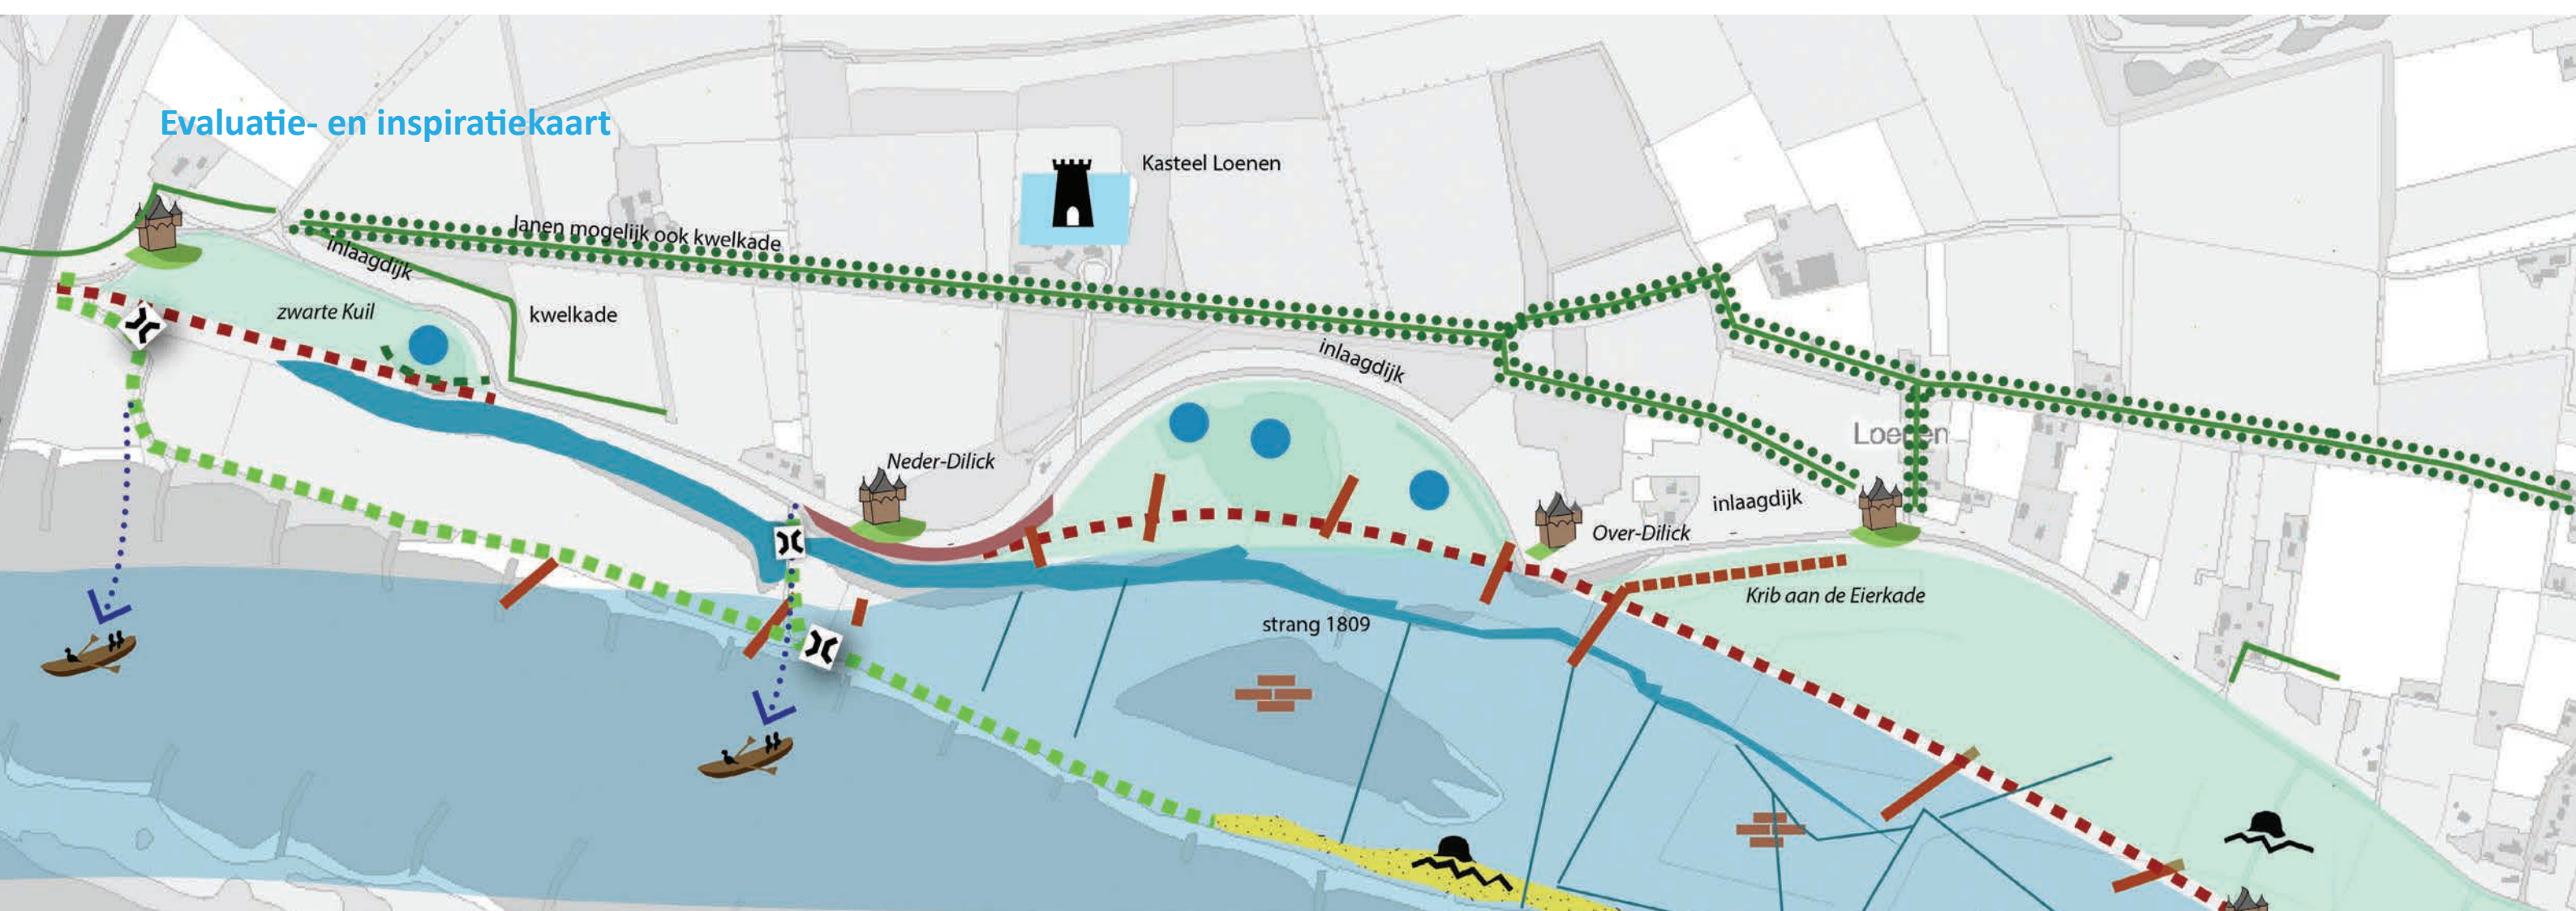 Evaluatie- en inspiratiekaart
Kasteel Loenen
lanen mogelijk ook kwelkade
inlaagdijk
zwarte Kuil
kwelkade
inlaagdijk
Loenen
Neder-Dilick
inlaagdijk
Over-Dilick
Krib aan de Eierkade
strang 1809